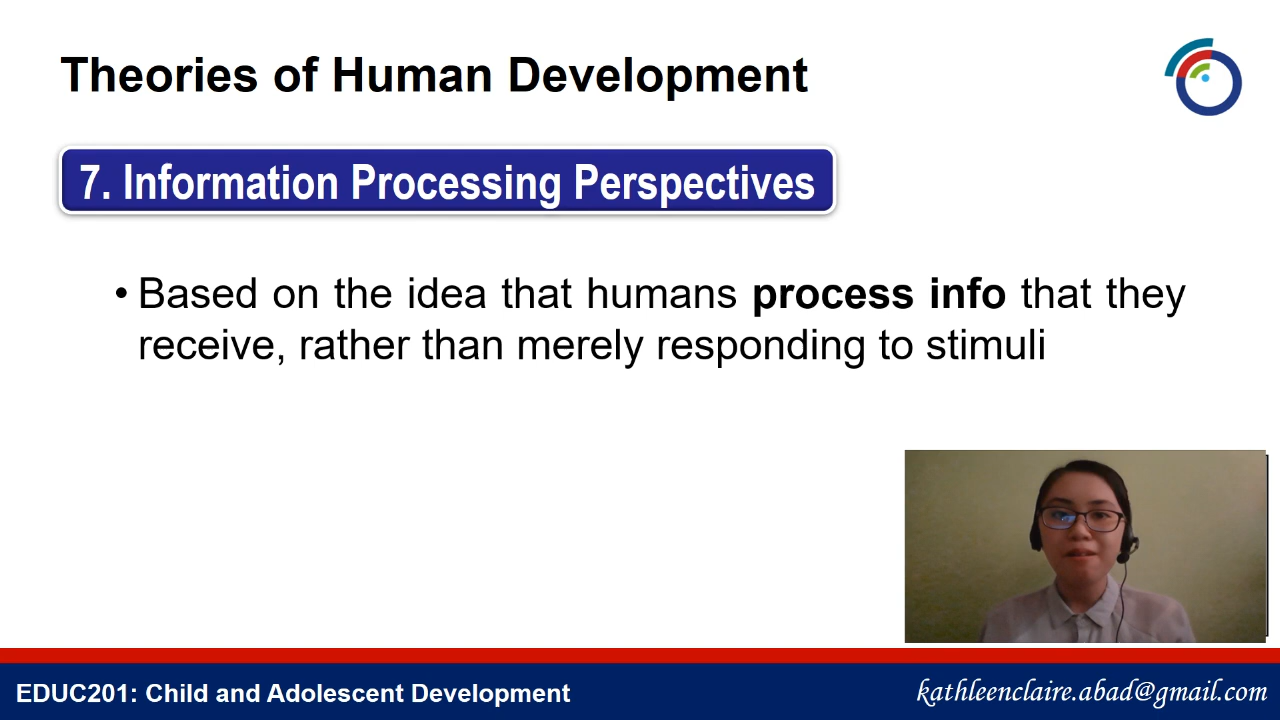 Theories of Human Development
7. Information Processing Perspectives
• Based on the idea that humans process info that they
receive, rather than merely responding to stimuli
EDUC201: Child and Adolescent Development
kathleenclaire.abad@gmail.com